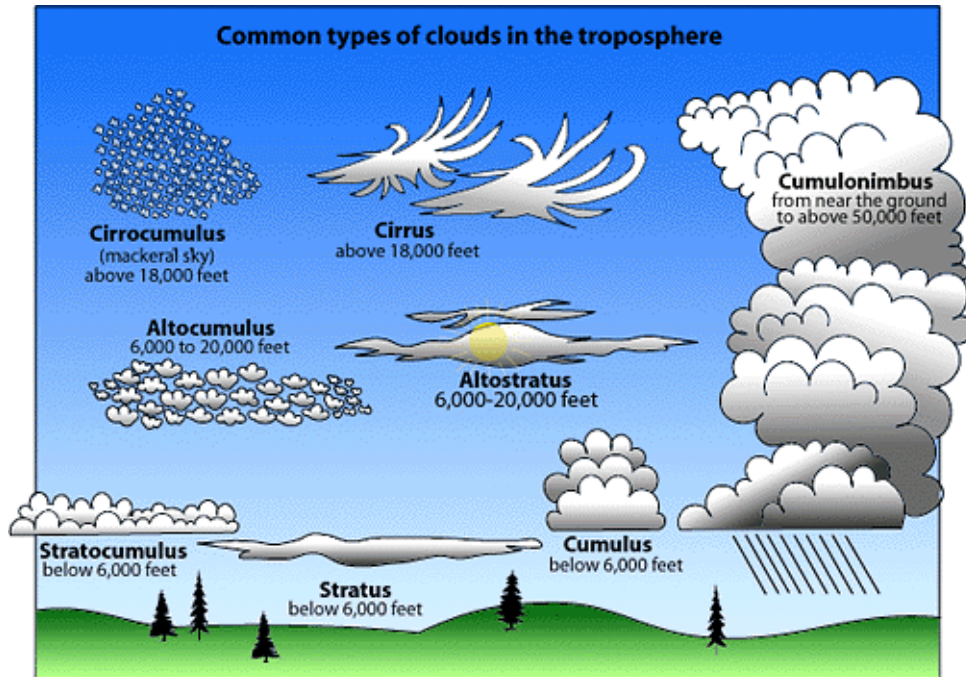 Common types of clouds in the troposphere
Cirrocumulus
(mackeral sky)
above 18,000 feet
Cirrus
above 18,000 feet
Cumulonimbus
from near the ground
to above 50,000 feet
Altocumulus
6,000 to 20,000 feet
Altostratus
6,000-20,000 feet
Stratocumulus
below 6,000 feet
Stratus
below 6,000 feet
Cumulus
below 6,000 feet